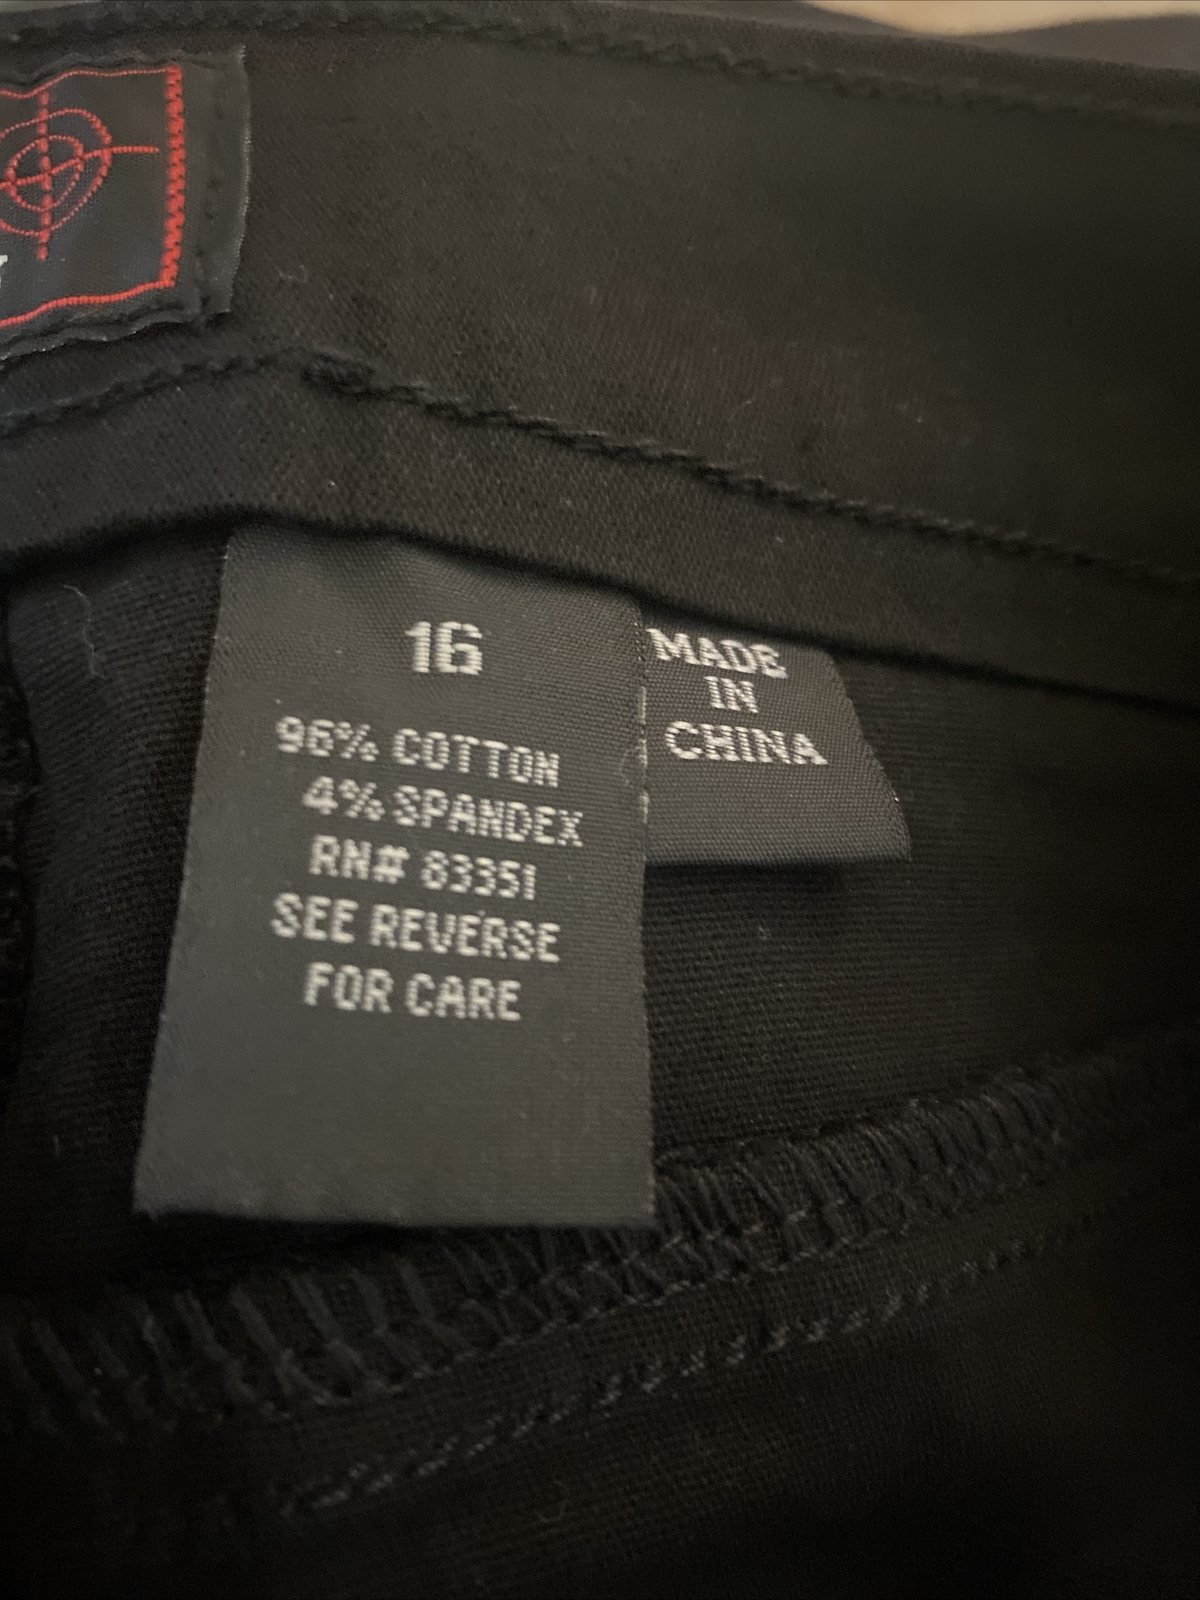 16
96% COTTON
4% SPANDEX
RN# 83351
SEE REVERSE
FOR CARE
MADE
IN
CHINA